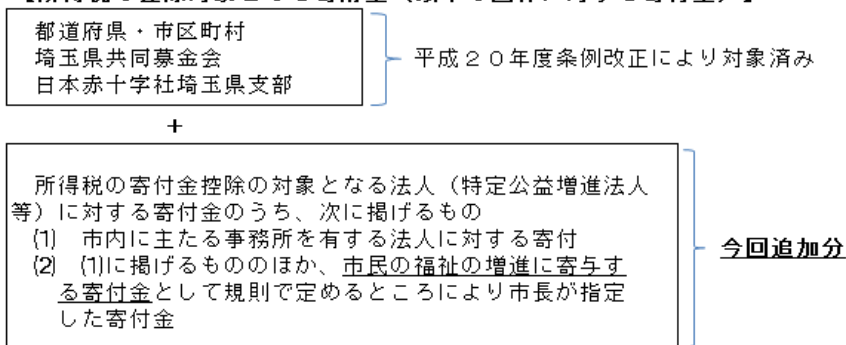 都道府県・市区町村
埼玉県共同募金会
日本赤十字社埼玉県支部
平成20年度条例改正により対象済み
+
所得税の寄付金控除の対象となる法人（特定公益増進法人
等）に対する寄付金のうち、次に掲げるもの
(1) 市内に主たる事務所を有する法人に対する寄付
(2) (1)に掲げるもののほか、市民の福祉の増進に寄与す
る寄付金として規則で定めるところにより市長が指定
した寄付金
今回追加分